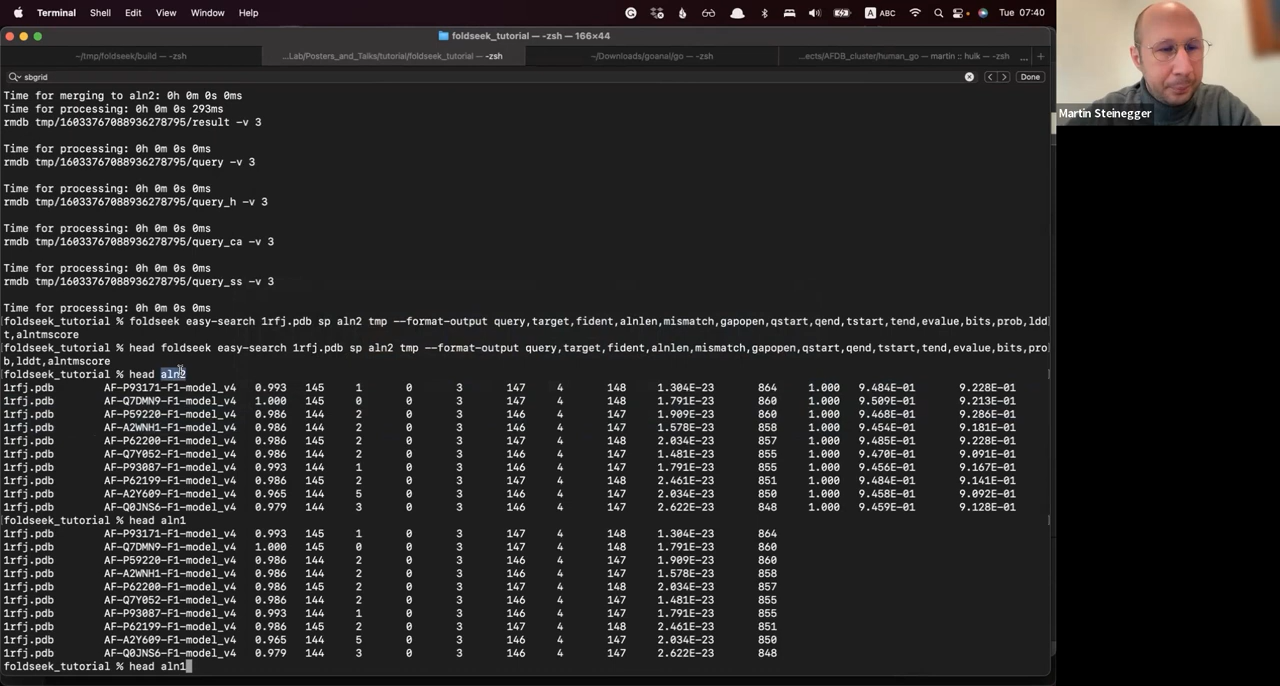 Terminal Shell Edit View Window Help ABC Tue 07:40
foldseek_tutorial — -zsh — 166×44
~/tmp/foldseek/build — -zsh ...Lab/Posters_and_Talks/tutorial/foldseek_tutorial — -zsh ~/Downloads/goanal/go — -zsh ...ects/AFDB_cluster/human_go — martin :: hulk — -zsh ... +
sbgrid Done
Martin Steinegger
Time for merging to aln2: 0h 0m 0s 0ms
Time for processing: 0h 0m 0s 293ms
rmdb tmp/16033767088936278795/result -v 3
Time for processing: 0h 0m 0s 0ms
rmdb tmp/16033767088936278795/query -v 3
Time for processing: 0h 0m 0s 0ms
rmdb tmp/16033767088936278795/query_h -v 3
Time for processing: 0h 0m 0s 0ms
rmdb tmp/16033767088936278795/query_ca -v 3
Time for processing: 0h 0m 0s 0ms
rmdb tmp/16033767088936278795/query_ss -v 3
Time for processing: 0h 0m 0s 0ms
foldseek_tutorial % foldseek easy-search 1rfj.pdb sp aln2 tmp --format-output query,target,fident,alnlen,mismatch,gapopen,qstart,qend,tstart,tend,evalue,bits,prob,ldd
t,alntmscore
foldseek_tutorial % head foldseek easy-search 1rfj.pdb sp aln2 tmp --format-output query,target,fident,alnlen,mismatch,gapopen,qstart,qend,tstart,tend,evalue,bits,pro
b,lddt,alntmscore
foldseek_tutorial % head aln2
1rfj.pdb AF-P93171-F1-model_v4 0.993 145 1 0 3 147 4 148 1.304E-23 864 1.000 9.484E-01 9.228E-01
1rfj.pdb AF-Q7DMN9-F1-model_v4 1.000 145 0 0 3 147 4 148 1.791E-23 860 1.000 9.509E-01 9.213E-01
1rfj.pdb AF-P59220-F1-model_v4 0.986 144 2 0 3 146 4 147 1.909E-23 860 1.000 9.468E-01 9.286E-01
1rfj.pdb AF-A2WNH1-F1-model_v4 0.986 144 2 0 3 146 4 147 1.578E-23 858 1.000 9.454E-01 9.181E-01
1rfj.pdb AF-P62200-F1-model_v4 0.986 145 2 0 3 147 4 148 2.034E-23 857 1.000 9.485E-01 9.228E-01
1rfj.pdb AF-Q7Y052-F1-model_v4 0.986 144 2 0 3 146 4 147 1.481E-23 855 1.000 9.470E-01 9.091E-01
1rfj.pdb AF-P93087-F1-model_v4 0.993 144 1 0 3 146 4 147 1.791E-23 855 1.000 9.456E-01 9.167E-01
1rfj.pdb AF-P62199-F1-model_v4 0.986 145 2 0 3 147 4 148 2.461E-23 851 1.000 9.458E-01 9.141E-01
1rfj.pdb AF-A2Y609-F1-model_v4 0.965 144 5 0 3 146 4 147 2.034E-23 850 1.000 9.458E-01 9.092E-01
1rfj.pdb AF-Q0JNS6-F1-model_v4 0.979 144 3 0 3 146 4 147 2.622E-23 848 1.000 9.459E-01 9.128E-01
foldseek_tutorial % head aln1
1rfj.pdb AF-P93171-F1-model_v4 0.993 145 1 0 3 147 4 148 1.304E-23 864
1rfj.pdb AF-Q7DMN9-F1-model_v4 1.000 145 0 0 3 147 4 148 1.791E-23 860
1rfj.pdb AF-P59220-F1-model_v4 0.986 144 2 0 3 146 4 147 1.909E-23 860
1rfj.pdb AF-A2WNH1-F1-model_v4 0.986 144 2 0 3 146 4 147 1.578E-23 858
1rfj.pdb AF-P62200-F1-model_v4 0.986 145 2 0 3 147 4 148 2.034E-23 857
1rfj.pdb AF-Q7Y052-F1-model_v4 0.986 144 2 0 3 146 4 147 1.481E-23 855
1rfj.pdb AF-P93087-F1-model_v4 0.993 144 1 0 3 146 4 147 1.791E-23 855
1rfj.pdb AF-P62199-F1-model_v4 0.986 145 2 0 3 147 4 148 2.461E-23 851
1rfj.pdb AF-A2Y609-F1-model_v4 0.965 144 5 0 3 146 4 147 2.034E-23 850
1rfj.pdb AF-Q0JNS6-F1-model_v4 0.979 144 3 0 3 146 4 147 2.622E-23 848
foldseek_tutorial % head aln1